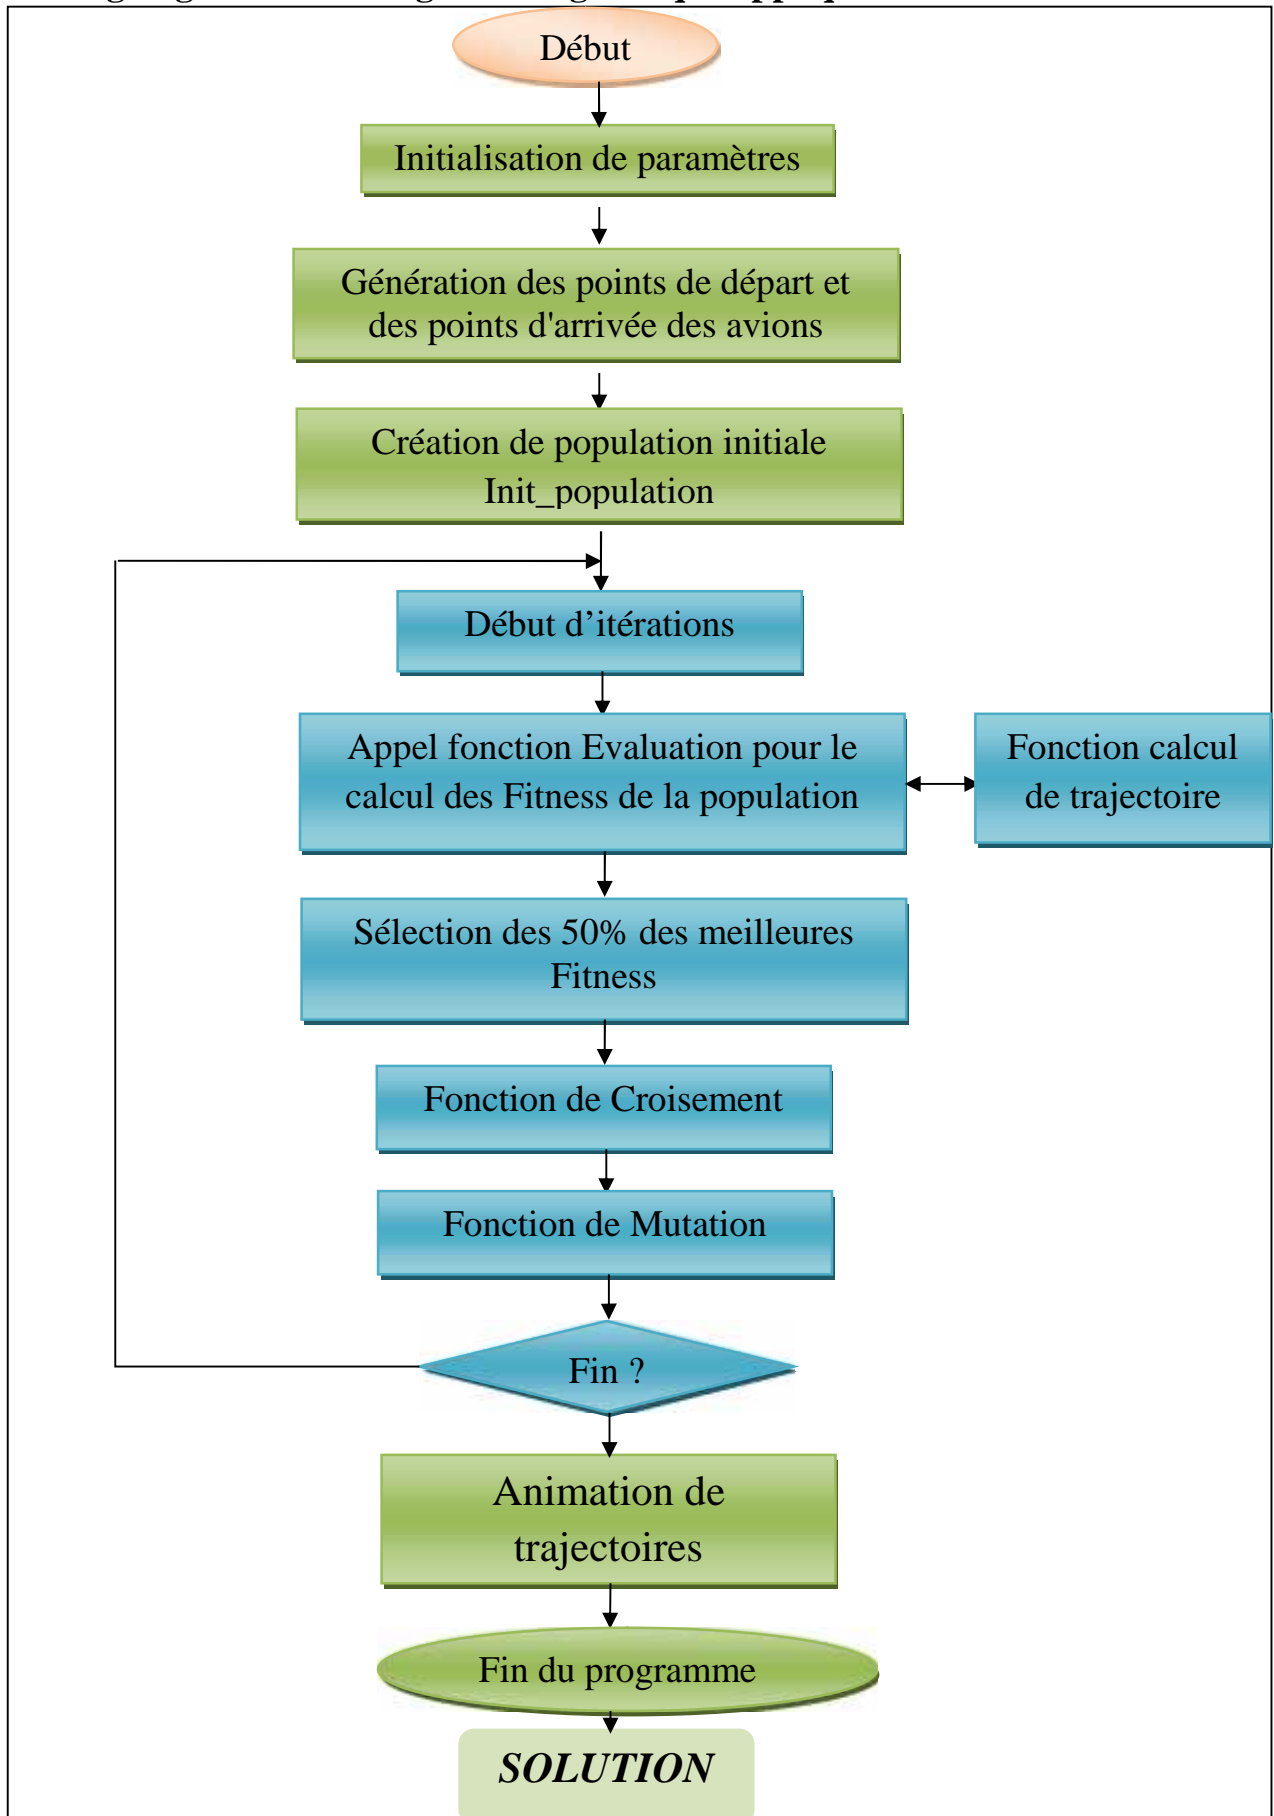 Début
Initialisation de paramètres
Génération des points de départ et
des points d'arrivée des avions
Création de population initiale
Init_population
Début d’itérations
Appel fonction Evaluation pour le
calcul des Fitness de la population
Fonction calcul
de trajectoire
Sélection des 50% des meilleures
Fitness
Fonction de Croisement
Fonction de Mutation
Fin ?
Animation de
trajectoires
Fin du programme
SOLUTION